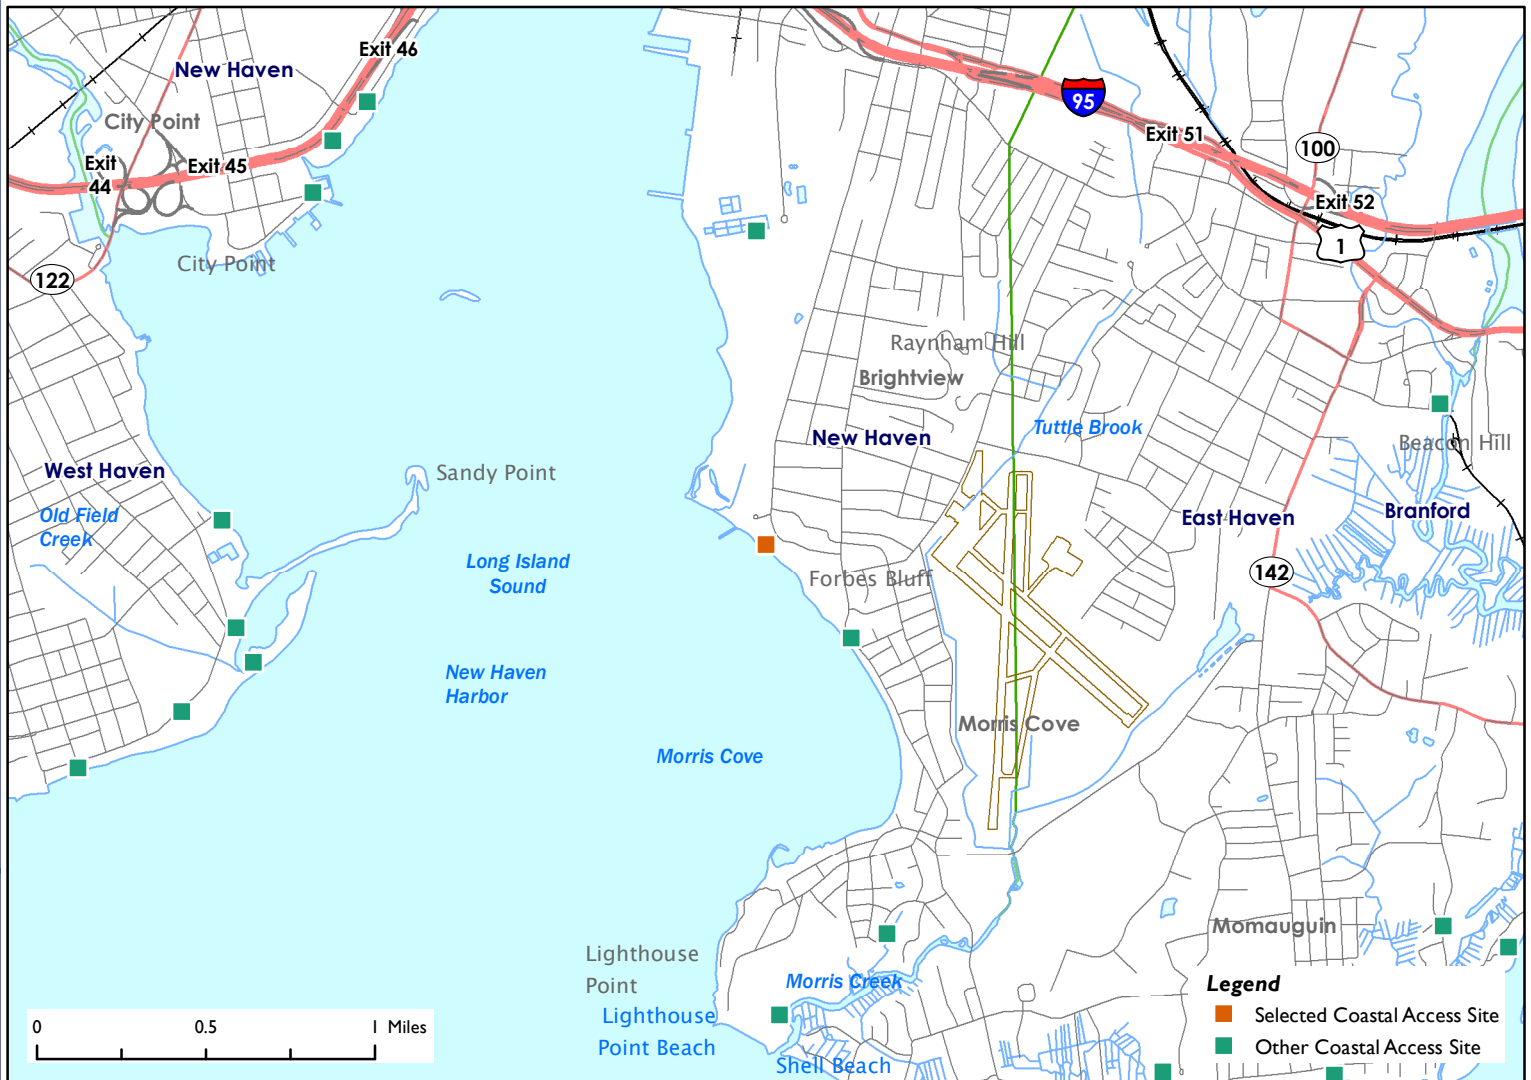 Exit 46
New Haven
95
City Point
Exit 51
100
Exit
44
Exit 45
Exit 52
1
City Point
122
Raynham Hill
Brightview
Tuttle Brook
New Haven
Beacon Hill
West Haven
Sandy Point
Old Field
Creek
East Haven
Branford
Long Island
Sound
Forbes Bluff
142
New Haven
Harbor
Morris Cove
Morris Cove
Momauguin
Lighthouse
Point
Morris Creek
Lighthouse
Point Beach
Shell Beach
Legend
Selected Coastal Access Site
Other Coastal Access Site
0 0.5 1 Miles